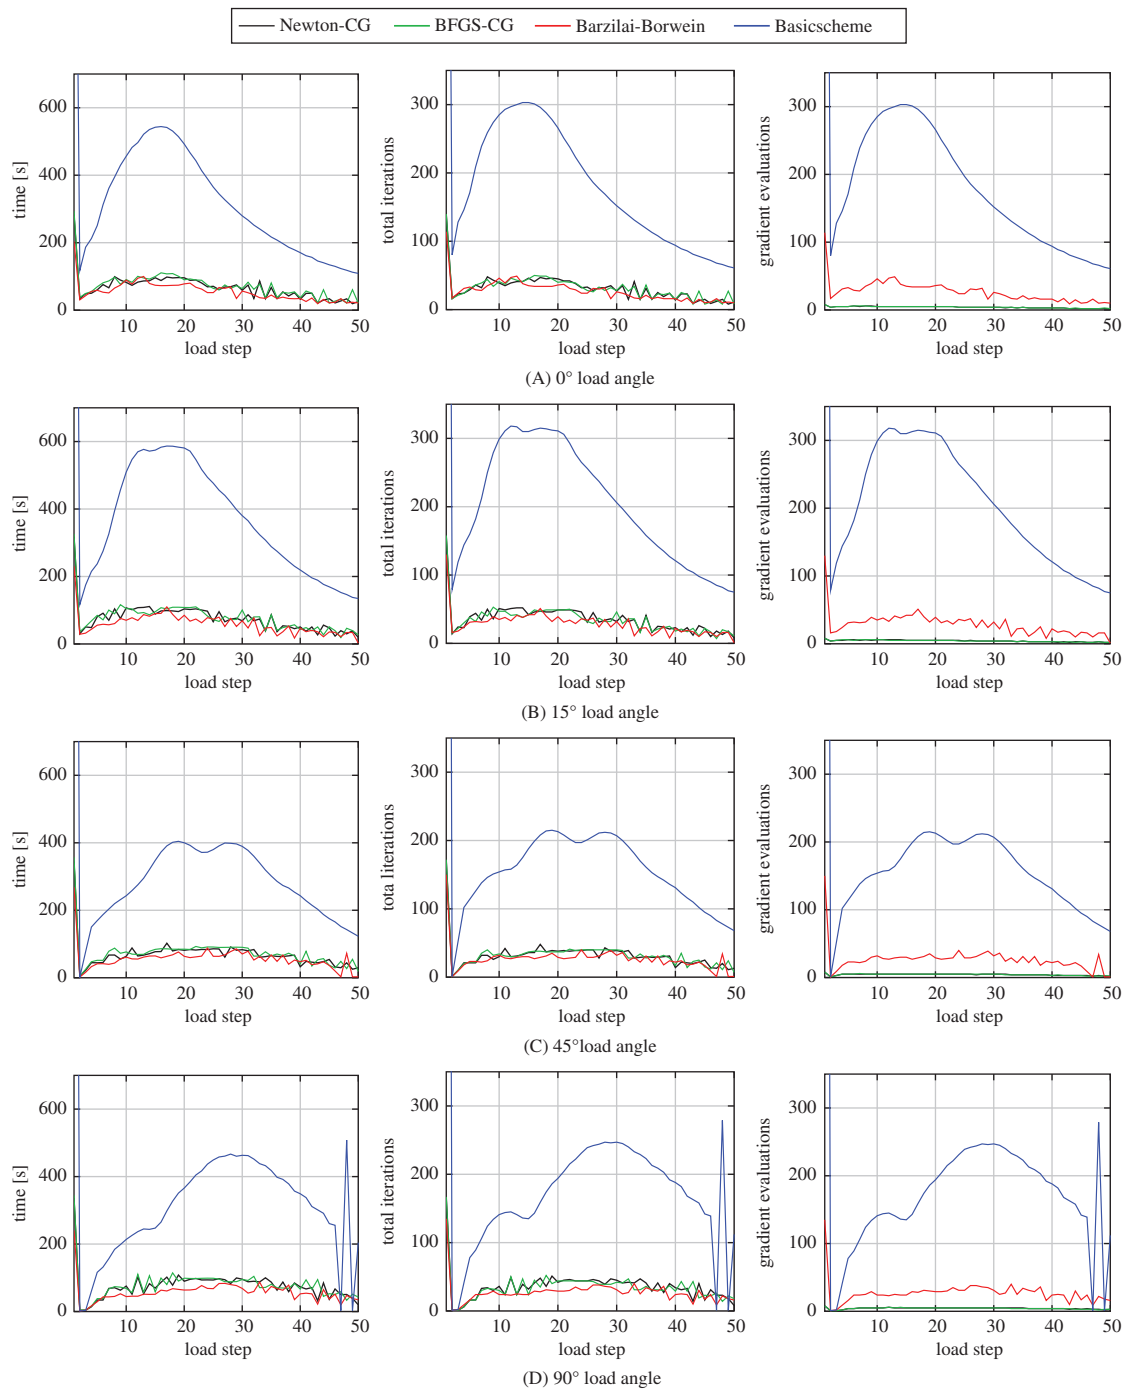 Newton-CG BFGS-CG Barzilai-Borwein Basicscheme
time [s]
600
400
200
0
10 20 30 40 50
load step
total iterations
300
200
100
0
10 20 30 40 50
load step
gradient evaluations
300
200
100
0
10 20 30 40 50
load step
(A) 0° load angle
time [s]
600
400
200
0
10 20 30 40 50
load step
total iterations
300
200
100
0
10 20 30 40 50
load step
gradient evaluations
300
200
100
0
10 20 30 40 50
load step
(B) 15° load angle
time [s]
600
400
200
0
10 20 30 40 50
load step
tota literations
300
200
100
0
10 20 30 40 50
load step
gradient evaluations
300
200
100
0
10 20 30 40 50
load step
(C) 45°load angle
time [s]
600
400
200
0
10 20 30 40 50
load step
total iterations
300
200
100
0
10 20 30 40 50
load step
gradient evaluations
300
200
100
0
10 20 30 40 50
load step
(D) 90° load angle